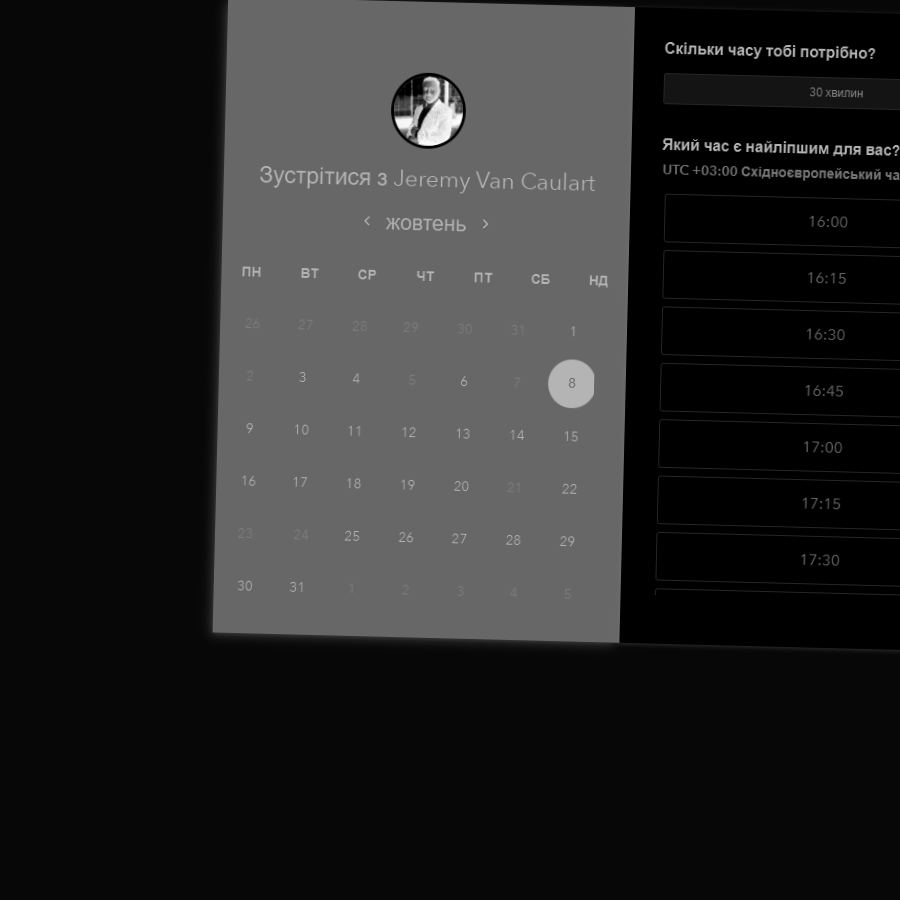 Зустрітися з Jeremy Van Caulart
жовтень
ПН ВТ СР ЧТ ПТ СБ НД
26 27 28 29 30 31 1
2 3 4 5 6 7 8
9 10 11 12 13 14 15
16 17 18 19 20 21 22
23 24 25 26 27 28 29
30 31 1 2 3 4 5
Скільки часу тобі потрібно?
30 хвилин
Який час є найліпшим для вас?
UTC +03:00 Східноєвропейський
16:00
16:15
16:30
16:45
17:00
17:15
17:30